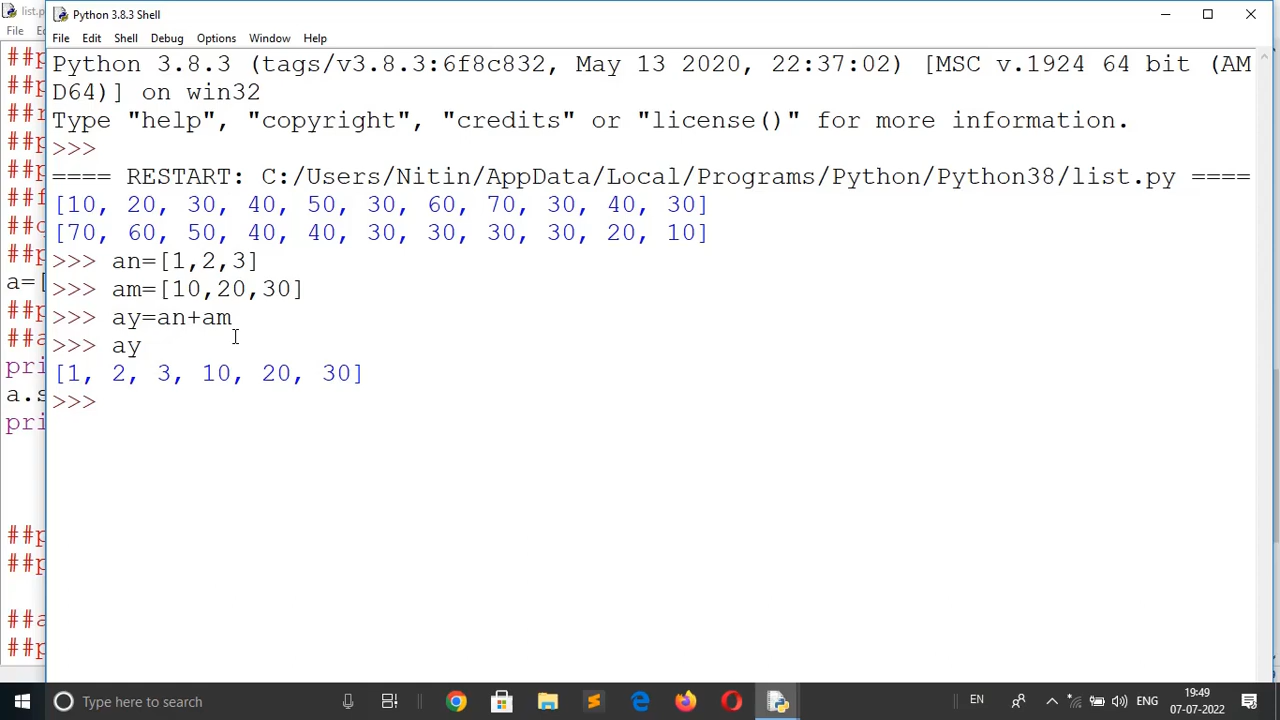 list.p
Python 3.8.3 Shell
File Edit Shell Debug Options Window Help
File
Python 3.8.3 (tags/v3.8.3:6f8c832, May 13 2020, 22:37:02) [MSC v.1924 64 bit (AM
D64)] on win32
Type "help", "copyright", "credits" or "license()" for more information.
>>>
==== RESTART: C:/Users/Nitin/AppData/Local/Programs/Python/Python38/list.py ====
[10, 20, 30, 40, 50, 30, 60, 70, 30, 40, 30]
[70, 60, 50, 40, 40, 30, 30, 30, 30, 20, 10]
>>> an=[1,2,3]
>>> am=[10,20,30]
>>> ay=an+am
>>> ay
[1, 2, 3, 10, 20, 30]
>>>
a=[
pri
a.s
pri
Type here to search
EN
ENG
19:49
07-07-2022